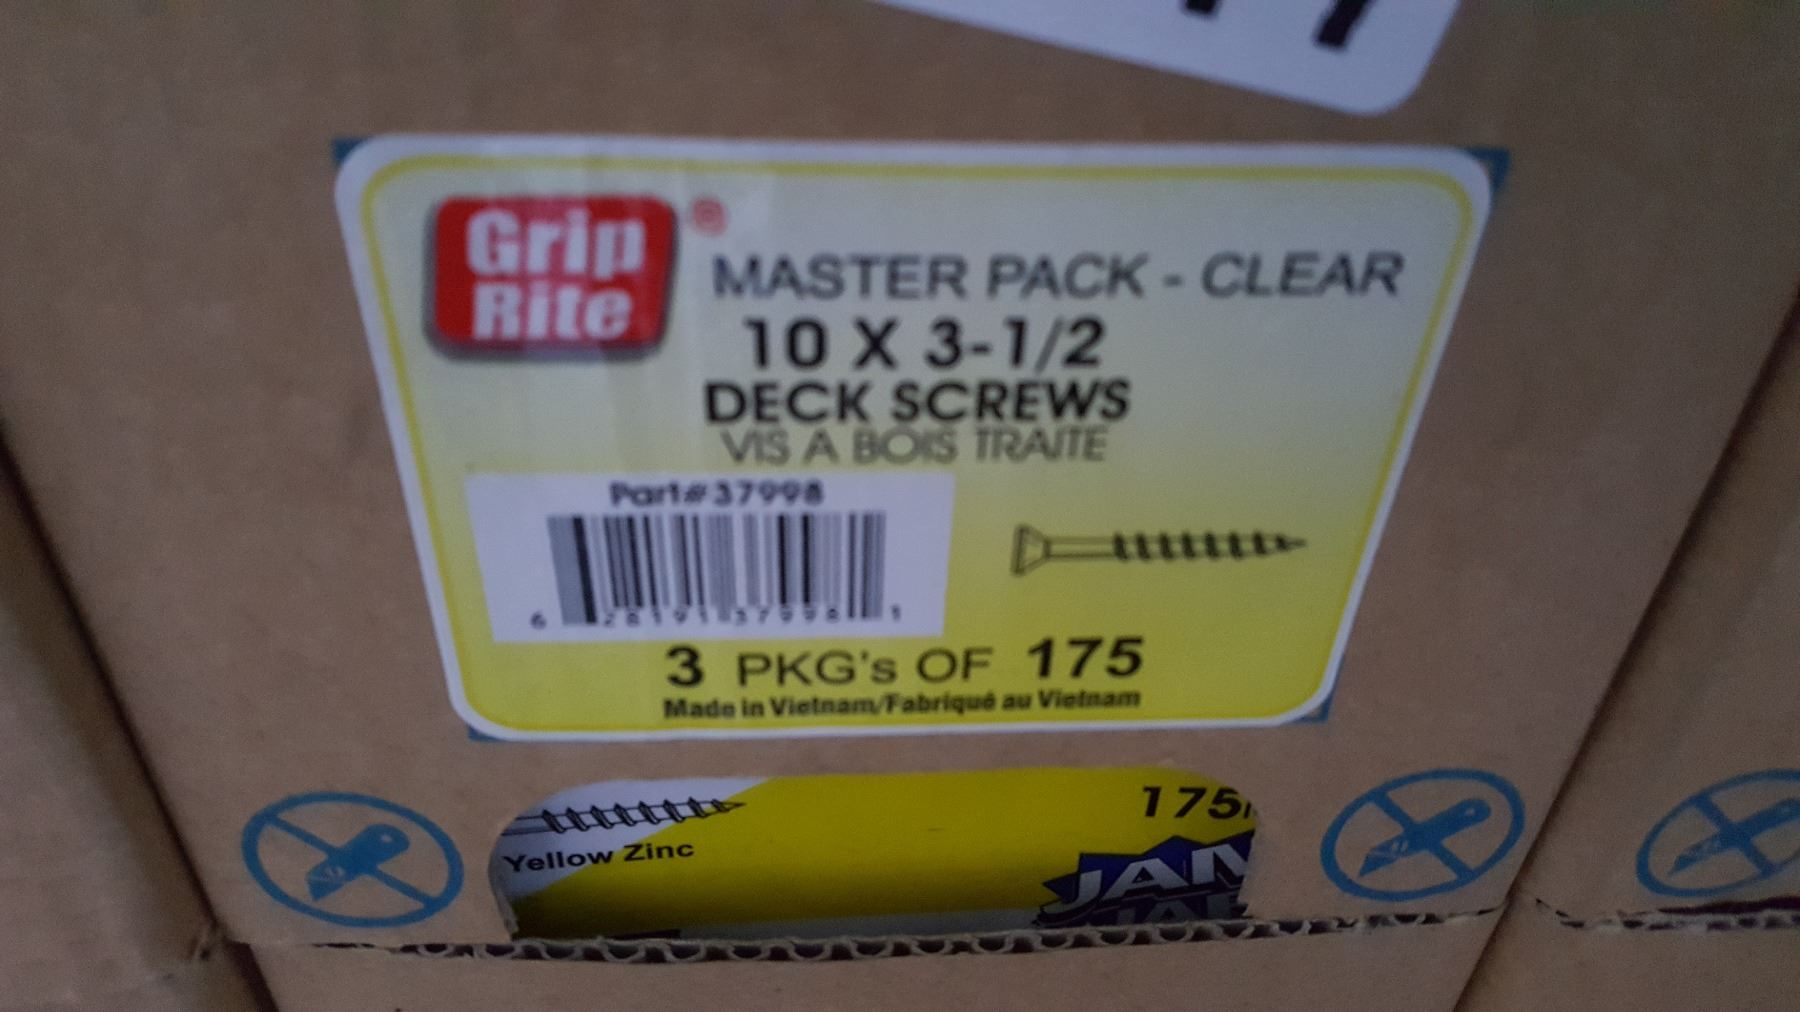 Grip
Rite
®
MASTER PACK - CLEAR
10 X 3-1/2
DECK SCREWS
VIS A BOIS TRAITE
Part#37998
6 28191 37998 1
3 PKG's OF 175
Made in Vietnam/Fabriqué au Vietnam
175
Yellow Zinc